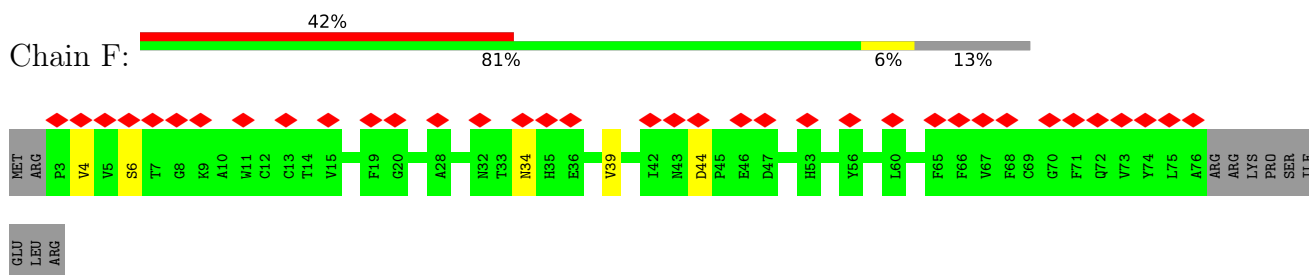 42%
Chain F:
81% 6% 13%
MET ARG P3 V4 V5 S6 T7 G8 K9 A10 W11 C12 C13 T14 V15 F19 G20 A28 N32 T33 N34 H35 E36 V39 I42 N43 D44 P45 E46 D47 H53 Y56 L60 F65 F66 V67 F68 C69 G70 F71 Q72 V73 Y74 L75 A76 ARG ARG LYS PRO SER ILE
GLU LEU ARG